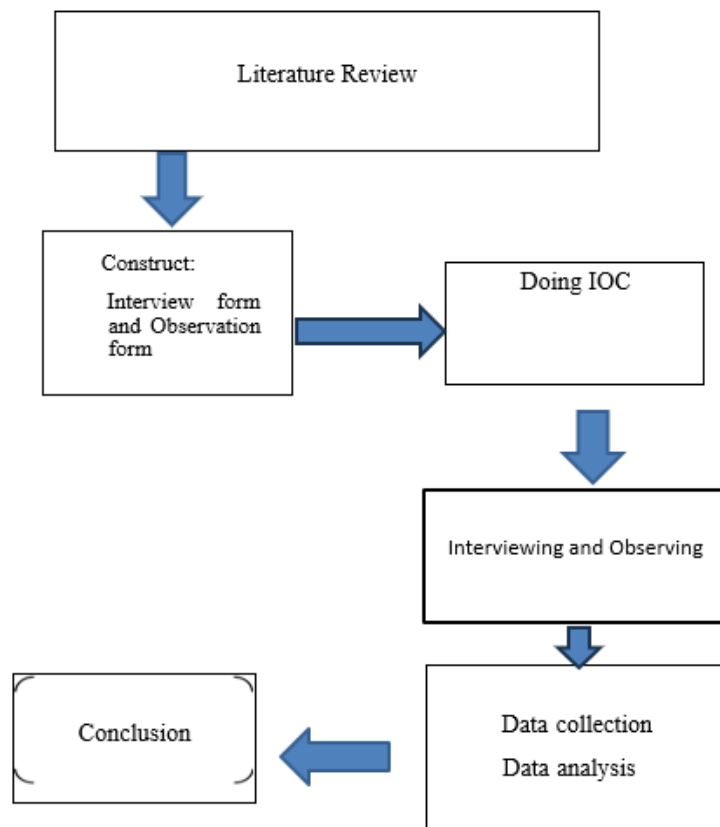 Literature Review
Construct:
Interview form
and Observation
form
Doing IOC
Interviewing and Observing
Data collection
Data analysis
Conclusion